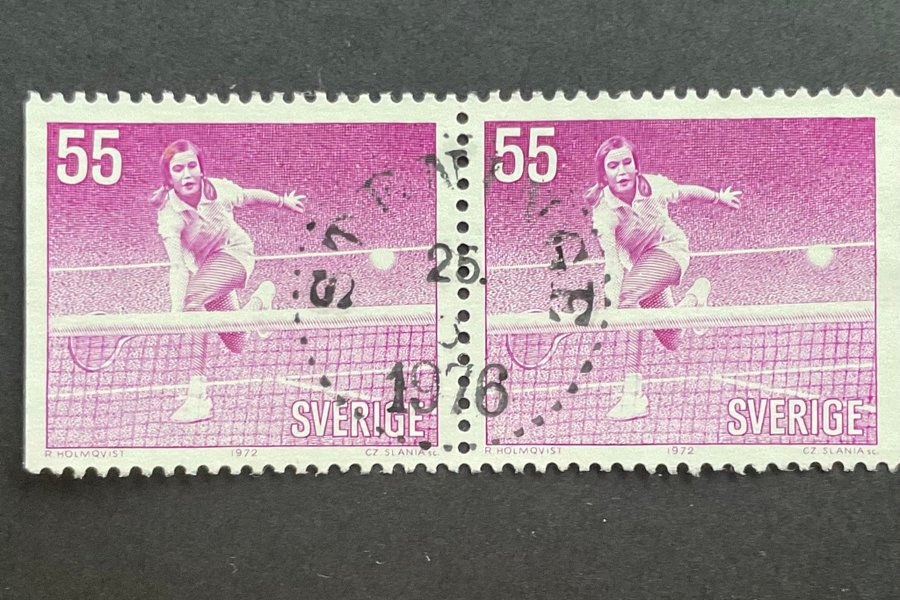 55
SVERIGE
R. HOLMQVIST 1972 CZ. SLANIA sc.
55
SVERIGE
R. HOLMQVIST 1972 CZ. SLANIA sc.
25.
1976